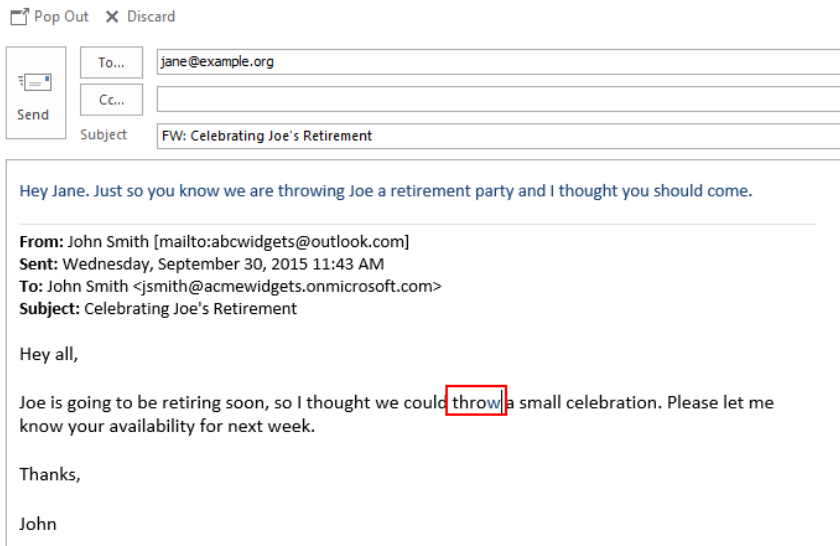 Pop Out Discard
To... jane@example.org
Cc...
Send
Subject FW: Celebrating Joe's Retirement
Hey Jane. Just so you know we are throwing Joe a retirement party and I thought you should come.
From: John Smith [mailto:abcwidgets@outlook.com]
Sent: Wednesday, September 30, 2015 11:43 AM
To: John Smith <jsmith@acmewidgets.onmicrosoft.com>
Subject: Celebrating Joe's Retirement
Hey all,
Joe is going to be retiring soon, so I thought we could throw a small celebration. Please let me
know your availability for next week.
Thanks,
John